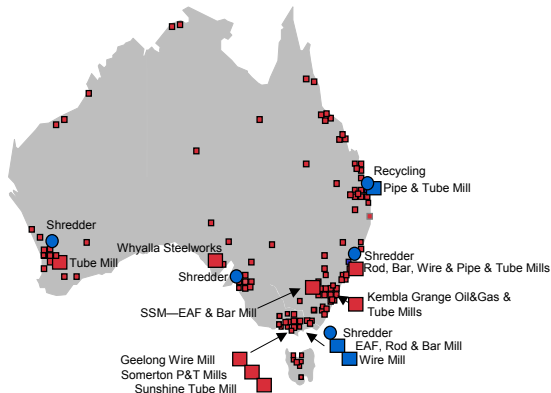 Recycling
Pipe & Tube Mill
Shredder
Tube Mill
Whyalla Steelworks
Shredder
Shredder
Rod, Bar, Wire & Pipe & Tube Mills
SSM—EAF & Bar Mill
Kembla Grange Oil&Gas &
Tube Mills
Shredder
EAF, Rod & Bar Mill
Wire Mill
Geelong Wire Mill
Somerton P&T Mills
Sunshine Tube Mill